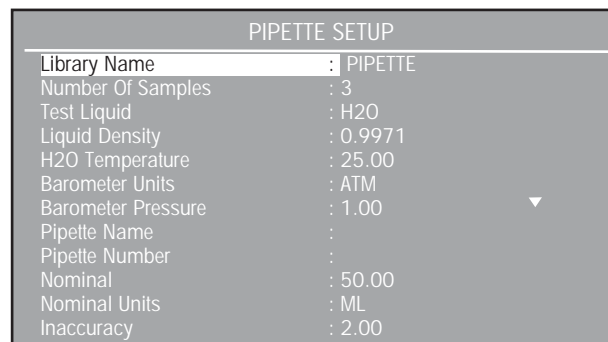 PIPETTE SETUP
Library Name : PIPETTE
Number Of Samples : 3
Test Liquid : H2O
Liquid Density : 0.9971
H2O Temperature : 25.00
Barometer Units : ATM
Barometer Pressure : 1.00
Pipette Name :
Pipette Number :
Nominal : 50.00
Nominal Units : ML
Inaccuracy : 2.00